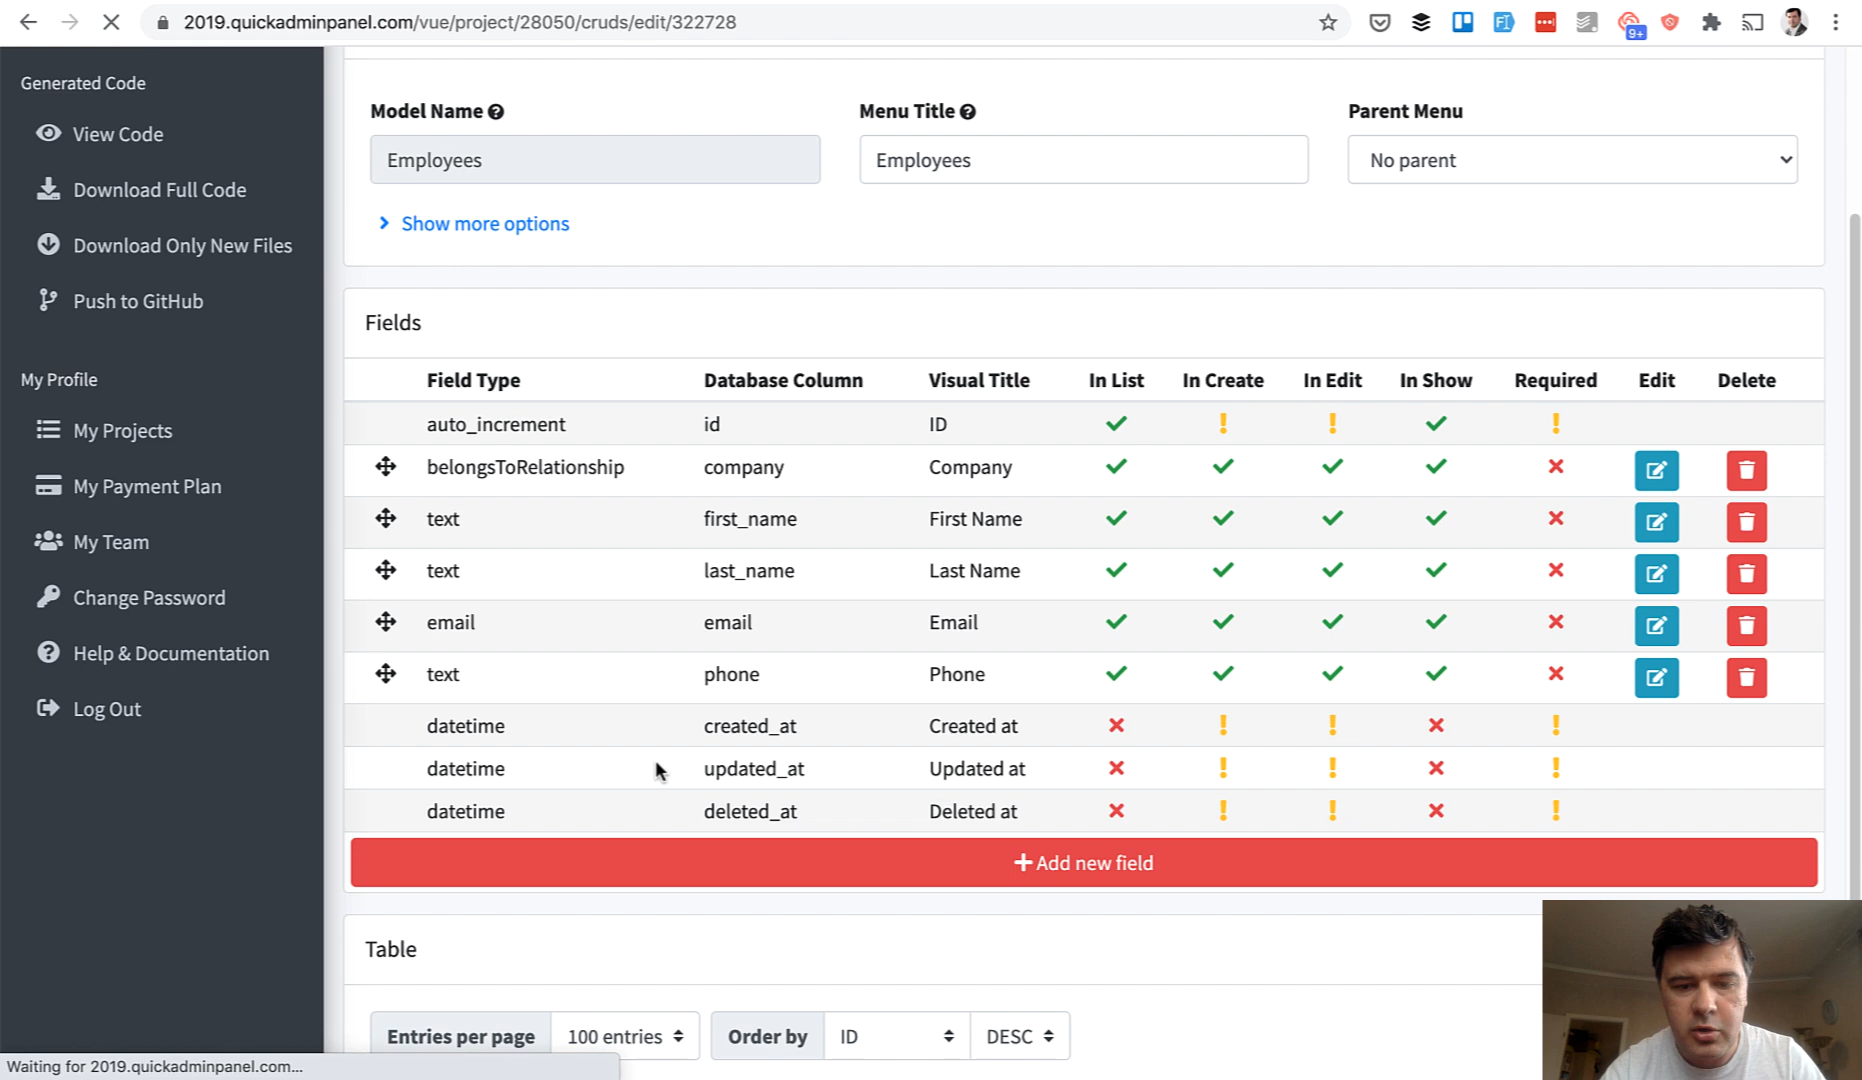 2019.quickadminpanel.com/vue/project/28050/cruds/edit/322728
9+
Generated Code
View Code
Download Full Code
Download Only New Files
Push to GitHub
My Profile
My Projects
My Payment Plan
My Team
Change Password
Help & Documentation
Log Out
Model Name Menu Title Parent Menu
Employees Employees No parent
Show more options
Fields
Field Type Database Column Visual Title In List In Create In Edit In Show Required Edit Delete
auto_increment id ID
belongsToRelationship company Company
text first_name First Name
text last_name Last Name
email email Email
text phone Phone
datetime created_at Created at
datetime updated_at Updated at
datetime deleted_at Deleted at
+ Add new field
Table
Entries per page 100 entries Order by ID DESC
Waiting for 2019.quickadminpanel.com...